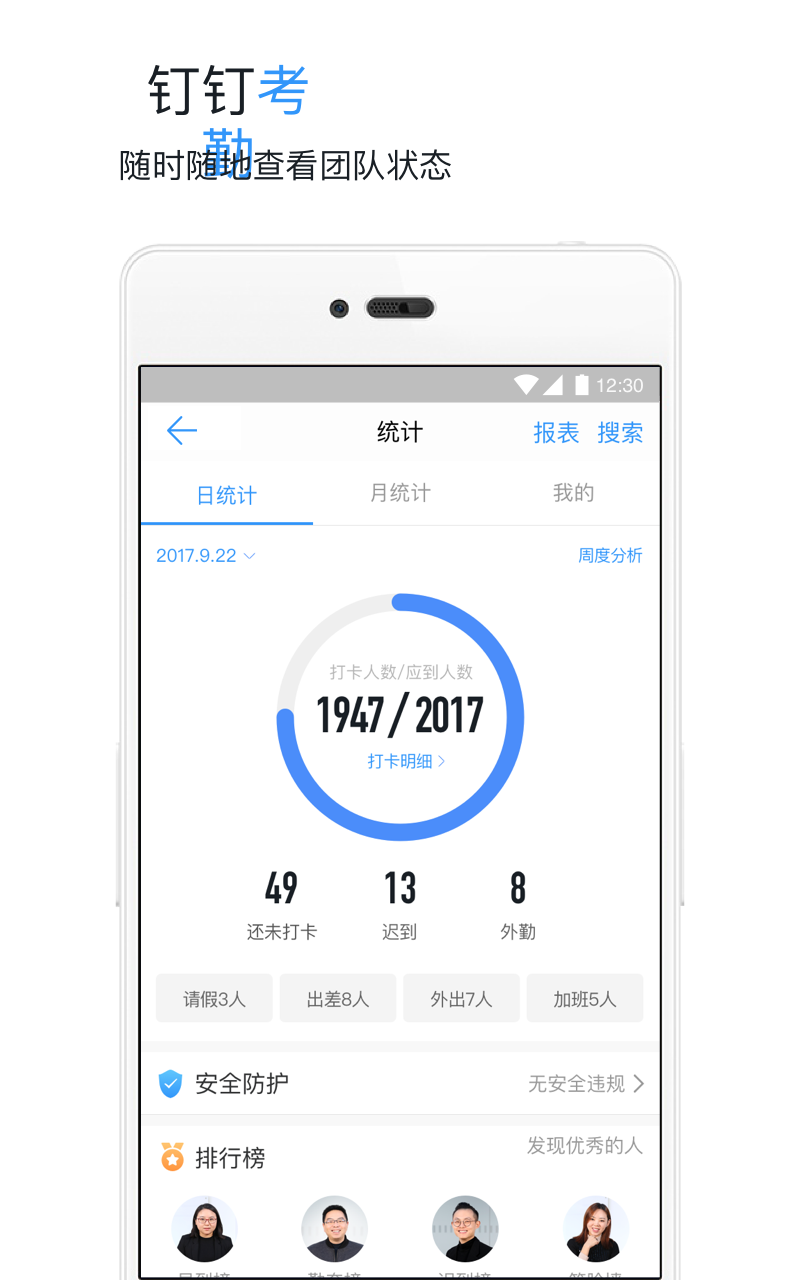 钉钉考
勤
随时随地查看团队状态
12:30
统计 报表 搜索
日统计 月统计 我的
2017.9.22 周度分析
打卡人数/应到人数
1947/2017
打卡明细
49 13 8
还未打卡 迟到 外勤
请假3人 出差8人 外出7人 加班5人
安全防护 无安全违规
排行榜 发现优秀的人